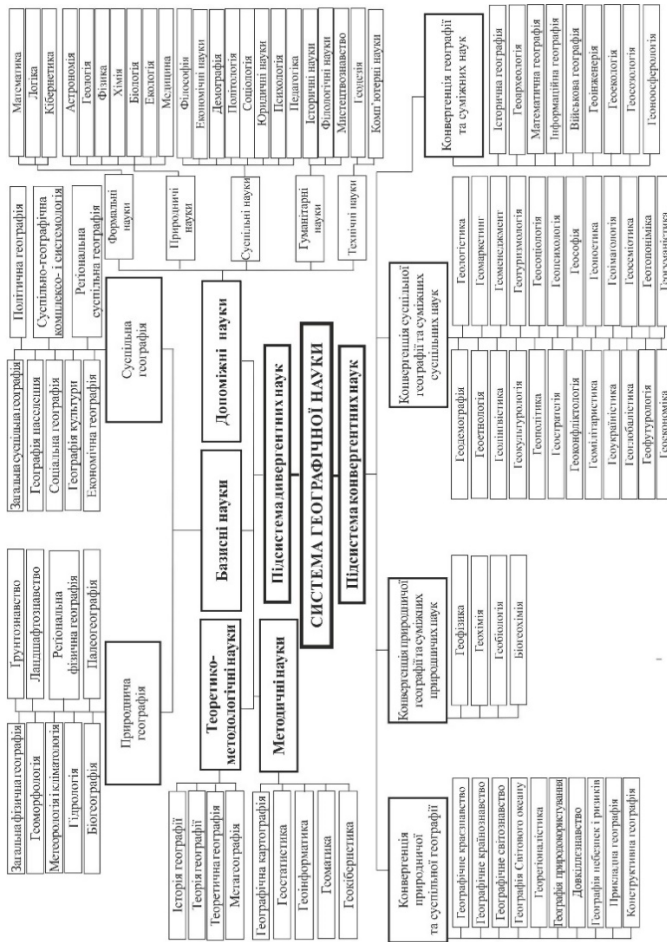 СИСТЕМА ГЕОГРАФІЧНОЇ НАУКИ
Підсистема дивергентних наук
Підсистема конвергентних наук
Базисні науки
Допоміжні науки
Теоретико-
методологічні науки
Методичні науки
Природнича
географія
Загальна фізична географія
Геоморфологія
Метеорологія і кліматологія
Гідрологія
Біогеографія
Ґрунтознавство
Ландшафтознавство
Регіональна
фізична географія
Палеогеографія
Суспільна
географія
Загальна суспільна географія
Географія населення
Соціальна географія
Географія культури
Економічна географія
Політична географія
Суспільно-географічна
комплексо- і системологія
Регіональна
суспільна географія
Історія географії
Теорія географії
Теоретична географія
Метагеографія
Географічна картографія
Геостатистика
Геоінформатика
Геоматика
Геокібернетика
Формальні
науки
Математика
Логіка
Кібернетика
Природничі
науки
Астрономія
Геологія
Фізика
Хімія
Біологія
Екологія
Медицина
Суспільні науки
Філософія
Економічні науки
Демографія
Політологія
Соціологія
Юридичні науки
Психологія
Педагогіка
Гуманітарні
науки
Історичні науки
Філологічні науки
Мистецтвознавство
Технічні науки
Геодезія
Комп'ютерні науки
Конвергенція
природничої
та суспільної географії
Географічне краєзнавство
Географічне країнознавство
Географічне світознавство
Географія Світового океану
Георегіоналістика
Географія природокористування
Довкіллєзнавство
Географія небезпек і ризиків
Прикладна географія
Конструктивна географія
Конвергенція природничої
географії та суміжних
природничих наук
Геофізика
Геохімія
Геобіологія
Біогеохімія
Конвергенція суспільної
географії та суміжних
суспільних наук
Геодемографія
Геоетнологія
Геолінгвістика
Геокультурологія
Геополітика
Геостратегія
Геоконфліктологія
Геомілітаристика
Геоукраїністика
Геоглобалістика
Геофутурологія
Геоекономіка
Геологістика
Геомаркетинг
Геоменеджмент
Геотуризмологія
Геосоціологія
Геопсихологія
Геософія
Геопоетика
Геоіматологія
Геосеміотика
Геотопоніміка
Геогуманістика
Конвергенція географії
та суміжних наук
Історична географія
Геоархеологія
Математична географія
Інформаційна географія
Військова географія
Геоінженерія
Геоекологія
Геосозологія
Геоноосферологія